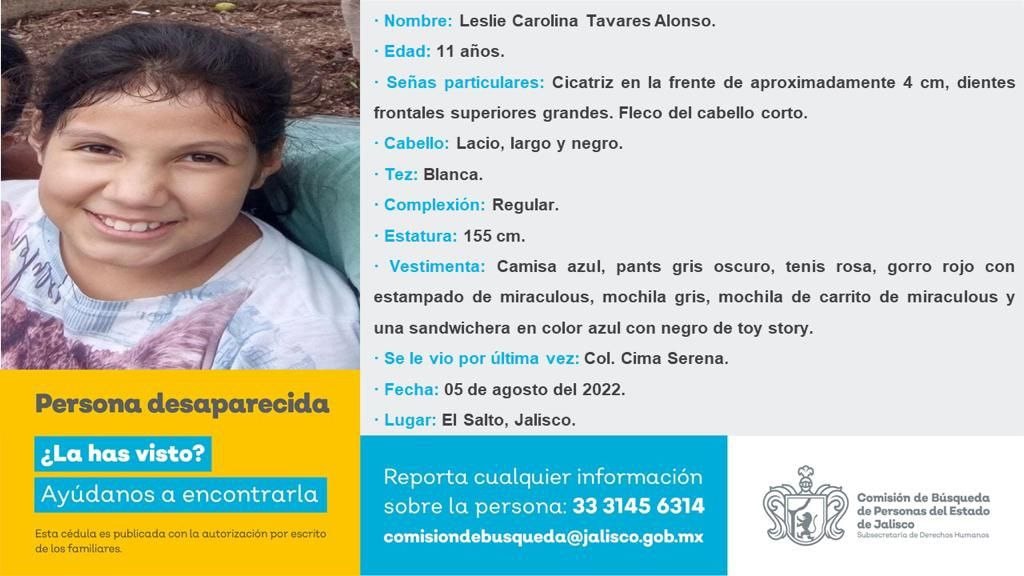 · Nombre: Leslie Carolina Tavares Alonso.
· Edad: 11 años.
· Señas particulares: Cicatriz en la frente de aproximadamente 4 cm, dientes
frontales superiores grandes. Fleco del cabello corto.
· Cabello: Lacio, largo y negro.
· Tez: Blanca.
· Complexión: Regular.
· Estatura: 155 cm.
· Vestimenta: Camisa azul, pants gris oscuro, tenis rosa, gorro rojo con
estampado de miraculous, mochila gris, mochila de carrito de miraculous y
una sandwichera en color azul con negro de toy story.
· Se le vio por última vez: Col. Cima Serena.
· Fecha: 05 de agosto del 2022.
· Lugar: El Salto, Jalisco.
Persona desaparecida
¿La has visto?
Ayúdanos a encontrarla
Esta cédula es publicada con la autorización por escrito
de los familiares.
Reporta cualquier información
sobre la persona: 33 3145 6314
comisiondebusqueda@jalisco.gob.mx
Comisión de Búsqueda
de Personas del Estado
de Jalisco
Subsecretaría de Derechos Humanos